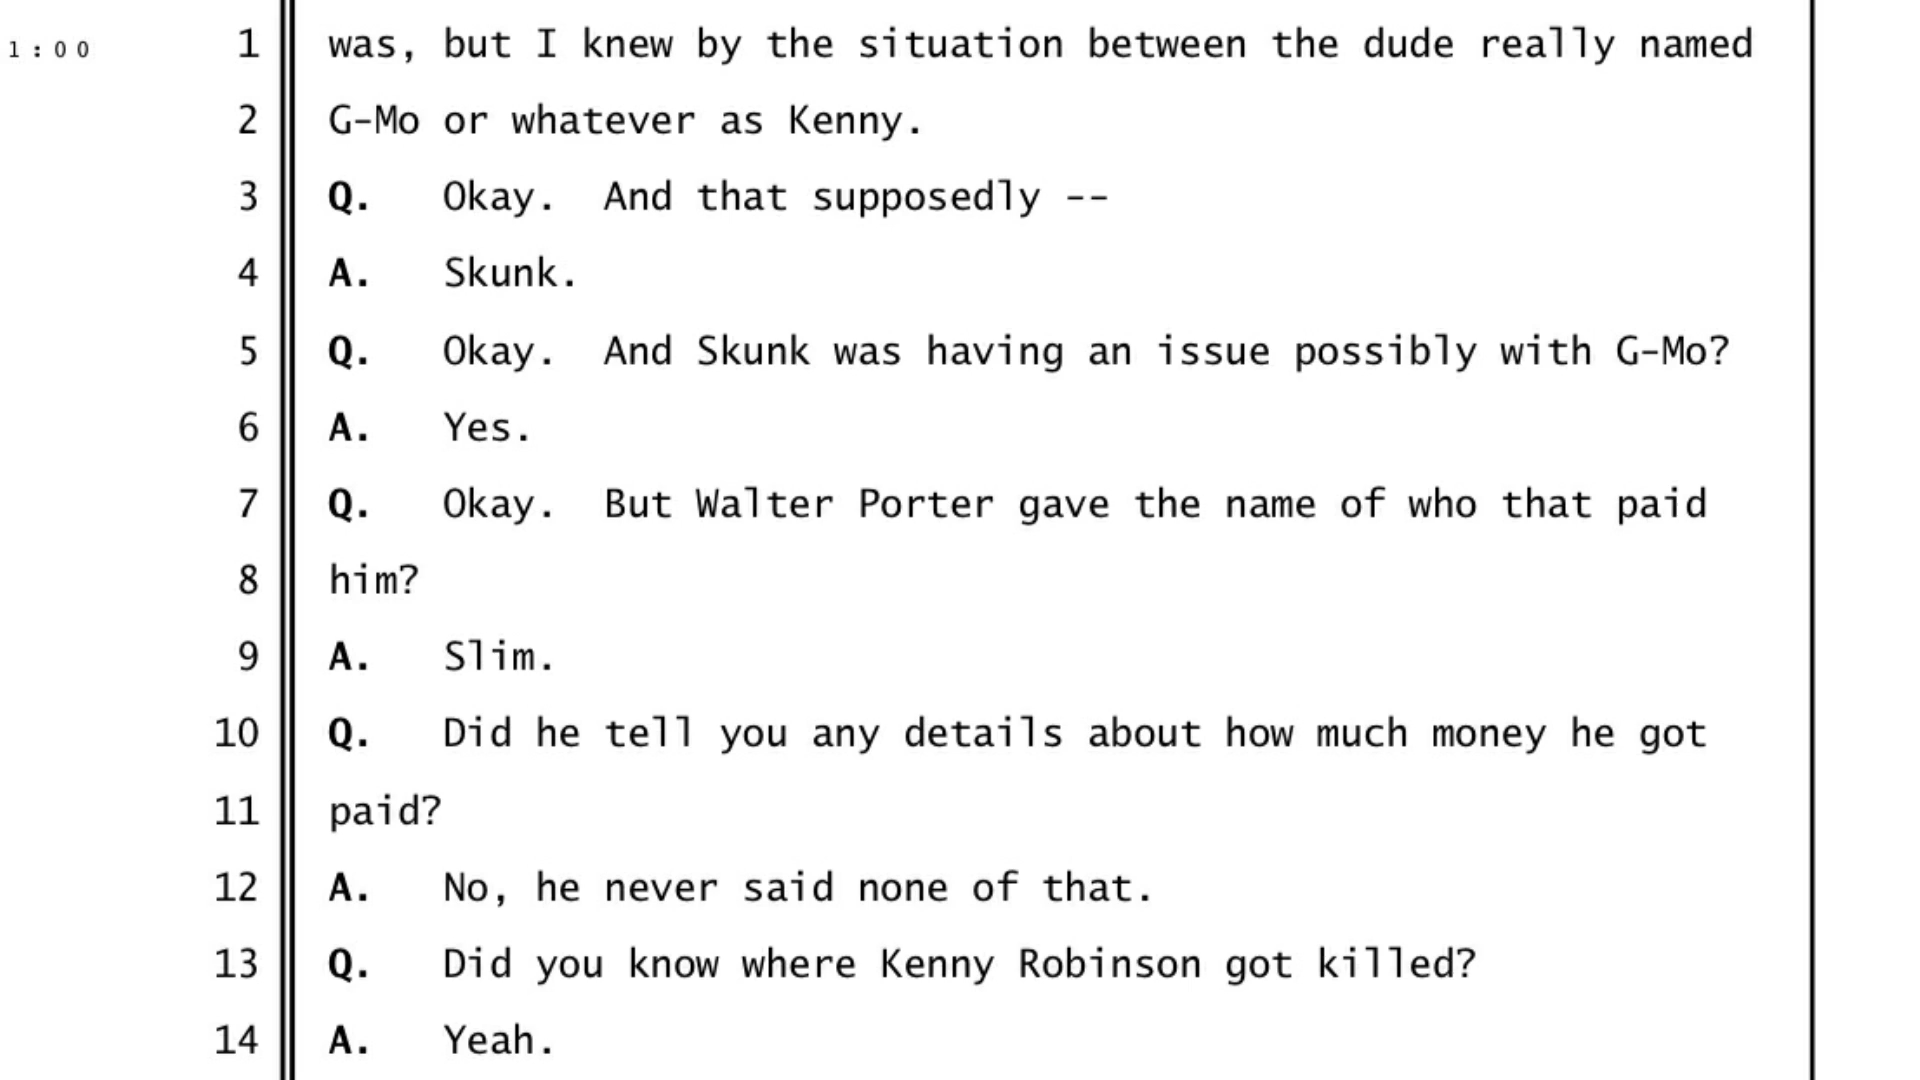 1:00 1 was, but I knew by the situation between the dude really named
2 G-Mo or whatever as Kenny.
3 Q. Okay. And that supposedly --
4 A. Skunk.
5 Q. Okay. And Skunk was having an issue possibly with G-Mo?
6 A. Yes.
7 Q. Okay. But Walter Porter gave the name of who that paid
8 him?
9 A. Slim.
10 Q. Did he tell you any details about how much money he got
11 paid?
12 A. No, he never said none of that.
13 Q. Did you know where Kenny Robinson got killed?
14 A. Yeah.